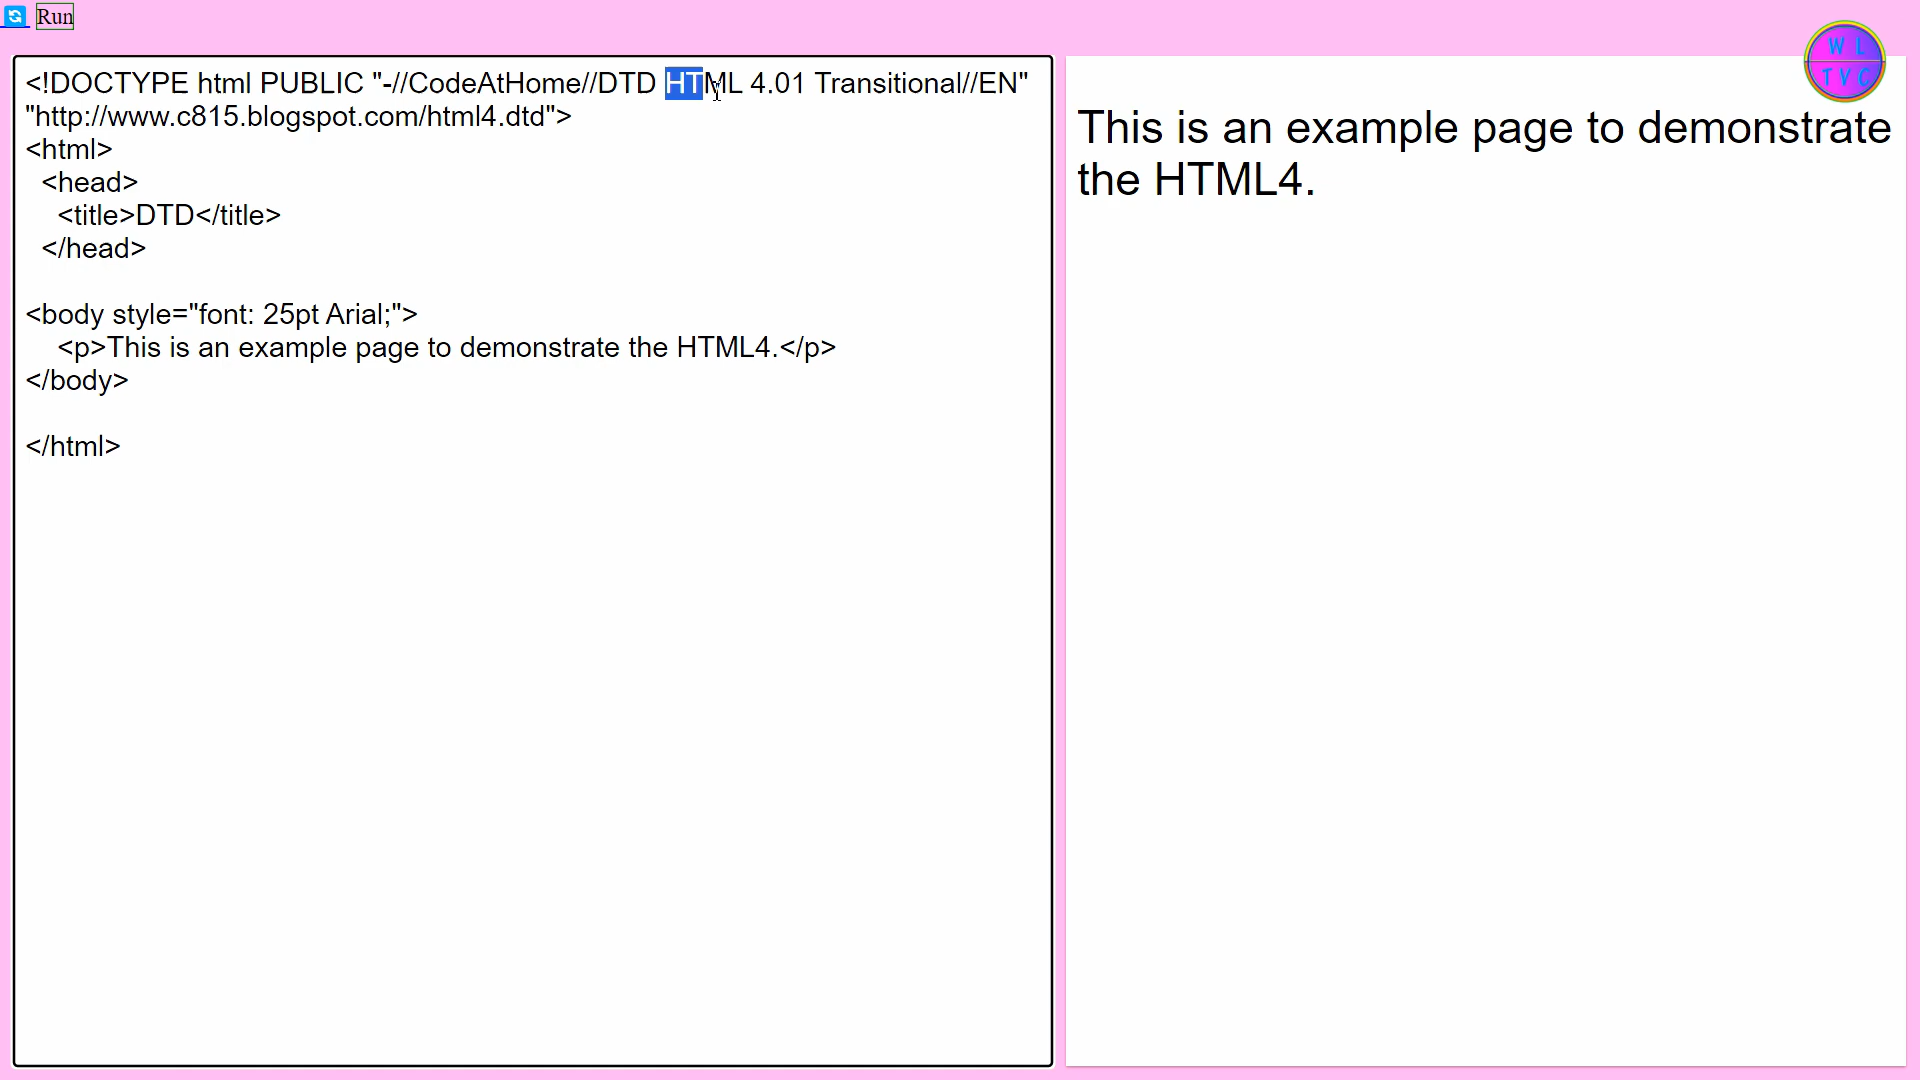 Run
W L
T V C
<!DOCTYPE html PUBLIC "-//CodeAtHome//DTD HTML 4.01 Transitional//EN"
"http://www.c815.blogspot.com/html4.dtd">
<html>
<head>
<title>DTD</title>
</head>
<body style="font: 25pt Arial;">
<p>This is an example page to demonstrate the HTML4.</p>
</body>
</html>
This is an example page to demonstrate
the HTML4.